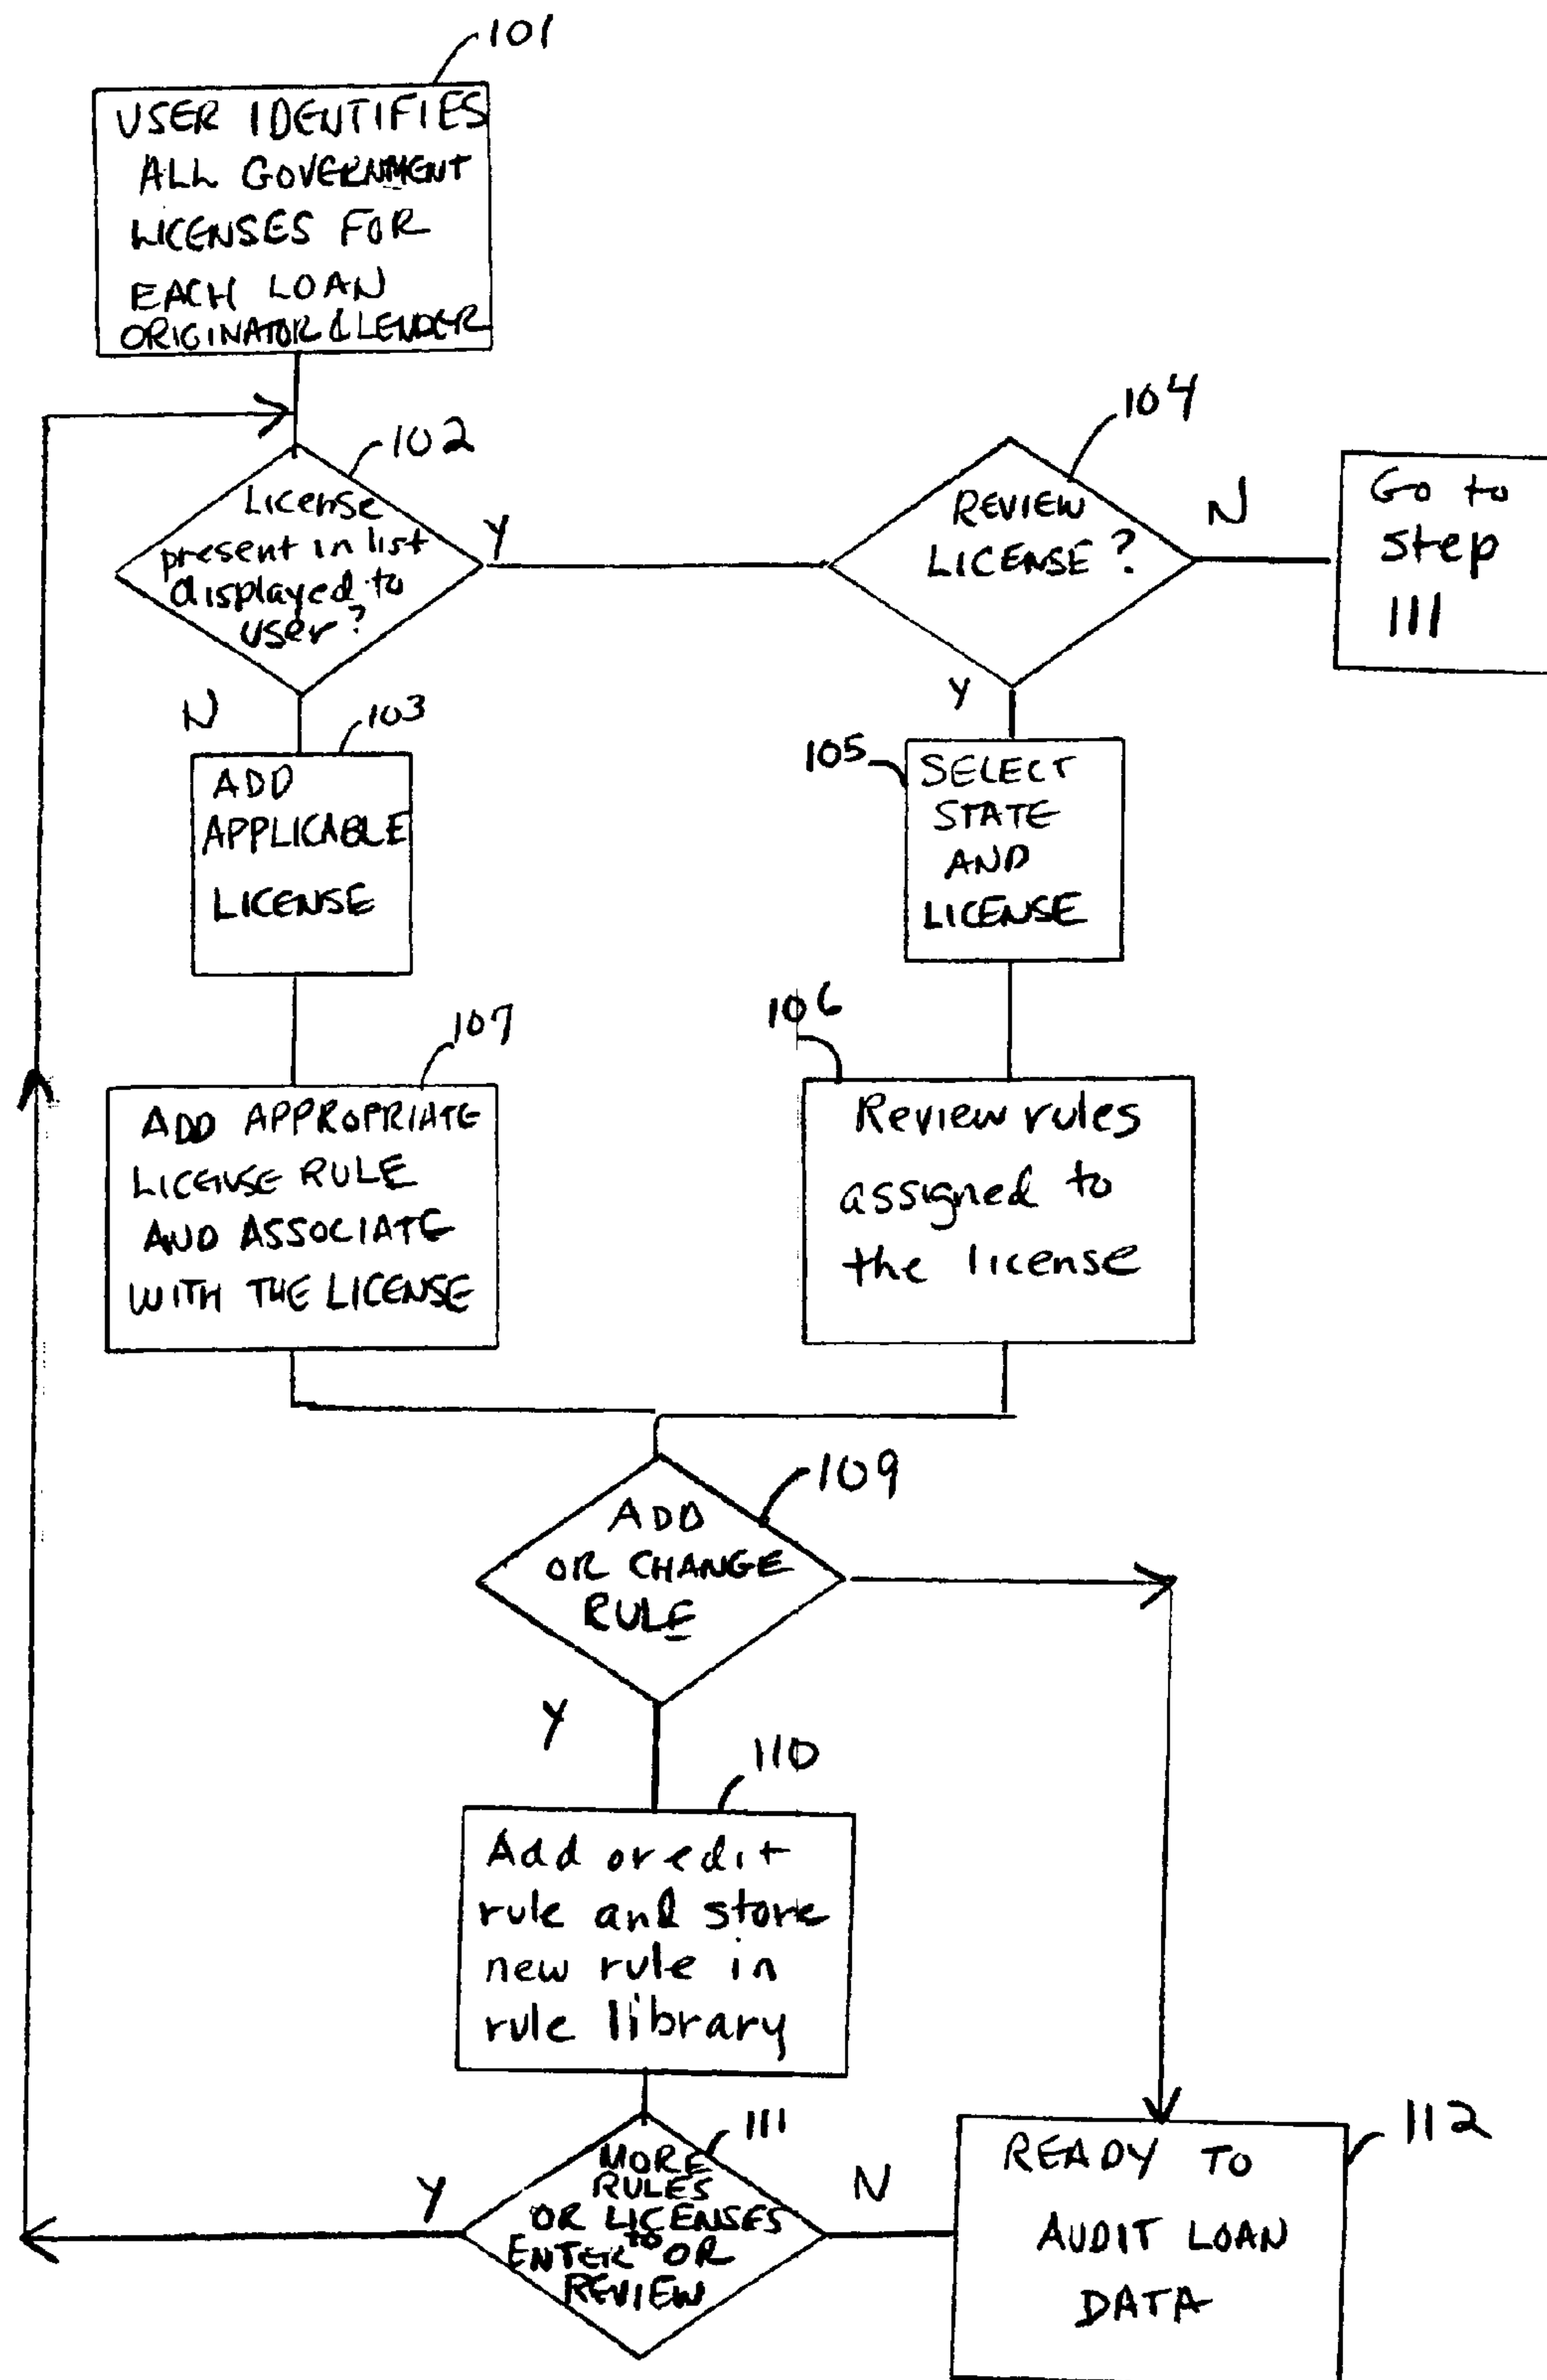 101
USER IDENTIFIES
ALL GOVERNMENT
LICENSES FOR
EACH LOAN
ORIGINATOR & LENDER
102
License
present in list
displayed to
user?
Y
N
104
REVIEW
LICENSE?
N
Y
Go to
step
111
103
ADD
APPLICABLE
LICENSE
105
SELECT
STATE
AND
LICENSE
107
ADD APPROPRIATE
LICENSE RULE
AND ASSOCIATE
WITH THE LICENSE
106
Review rules
assigned to
the license
109
ADD
OR CHANGE
RULE
Y
110
Add or edit
rule and store
new rule in
rule library
111
MORE
RULES
OR LICENSES
TO
ENTER OR
REVIEW
Y
N
112
READY TO
AUDIT LOAN
DATA